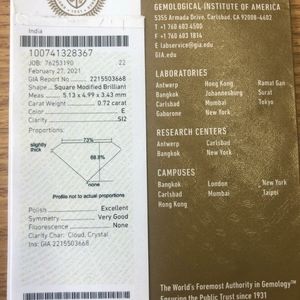 India
100741328367
JOB: 76253190 22
February 27, 2021
GIA Report No. 2215503668
Shape Square Modified Brilliant
Meas 5.13 x 4.99 x 3.43 mm
Carat Weight 0.72 carat
Color E
Clarity SI2
Proportions:
73%
slightly
thick
68.8%
none
Profile not to actual proportions
Polish Excellent
Symmetry Very Good
Fluorescence None
Clarity Char: Cloud, Crystal
Ins: GIA 2215503668
GEMOLOGICAL INSTITUTE OF AMERICA
5355 Armada Drive, Carlsbad, CA 92008-4602
T +1 760 603 4500
F +1 760 603 1814
E labservice@gia.edu
GIA.edu
LABORATORIES
Antwerp Hong Kong Ramat Gan
Bangkok Johannesburg Surat
Carlsbad Mumbai Tokyo
Gaborone New York
RESEARCH CENTERS
Antwerp Carlsbad
Bangkok New York
CAMPUSES
Bangkok London New York
Carlsbad Mumbai Taipei
Hong Kong
The World's Foremost Authority in Gemology™
Ensuring the Public Trust since 1931